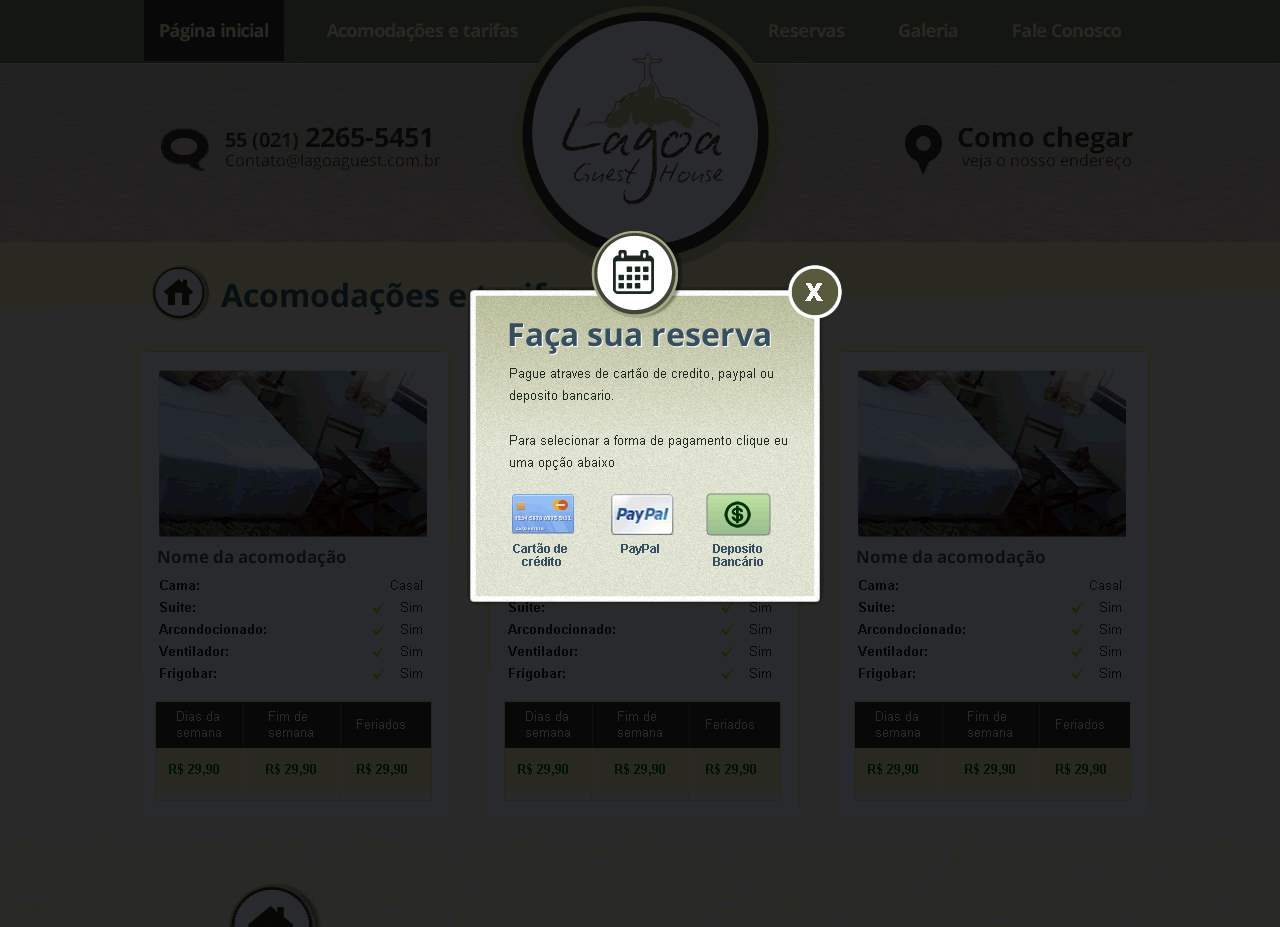 Página inicial
Acomodações e tarifas
Reservas
Galeria
Fale Conosco
Lagoa
Guest House
55 (021) 2265-5451
Contato@lagoaguest.com.br
Como chegar
veja o nosso endereço
Acomodações e
X
Faça sua reserva
Pague atraves de cartão de credito, paypal ou
deposito bancario.
Para selecionar a forma de pagamento clique eu
uma opção abaixo
PayPal
Cartão de
crédito
PayPal
Deposito
Bancário
Nome da acomodação
Cama: Casal
Suite: Sim
Arcondocionado: Sim
Ventilador: Sim
Frigobar: Sim
Dias da
semana
Fim de
semana
Feriados
R$ 29,90 R$ 29,90 R$ 29,90
Suite: Sim
Arcondocionado: Sim
Ventilador: Sim
Frigobar: Sim
Dias da
semana
Fim de
semana
Feriados
R$ 29,90 R$ 29,90 R$ 29,90
Nome da acomodação
Cama: Casal
Suite: Sim
Arcondocionado: Sim
Ventilador: Sim
Frigobar: Sim
Dias da
semana
Fim de
semana
Feriados
R$ 29,90 R$ 29,90 R$ 29,90